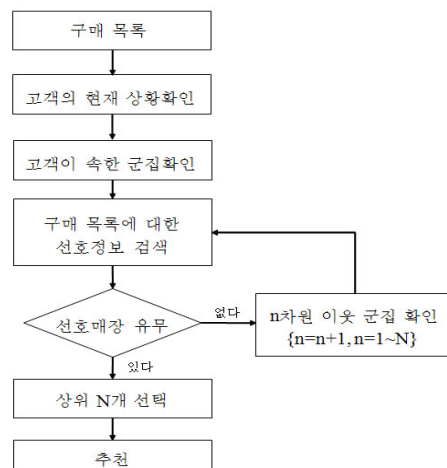 구매 목록
고객의 현재 상황확인
고객이 속한 군집확인
구매 목록에 대한
선호정보 검색
선호매장 유무
없다
n차원 이웃 군집 확인
{n=n+1, n=1~N}
있다
상위 N개 선택
추천